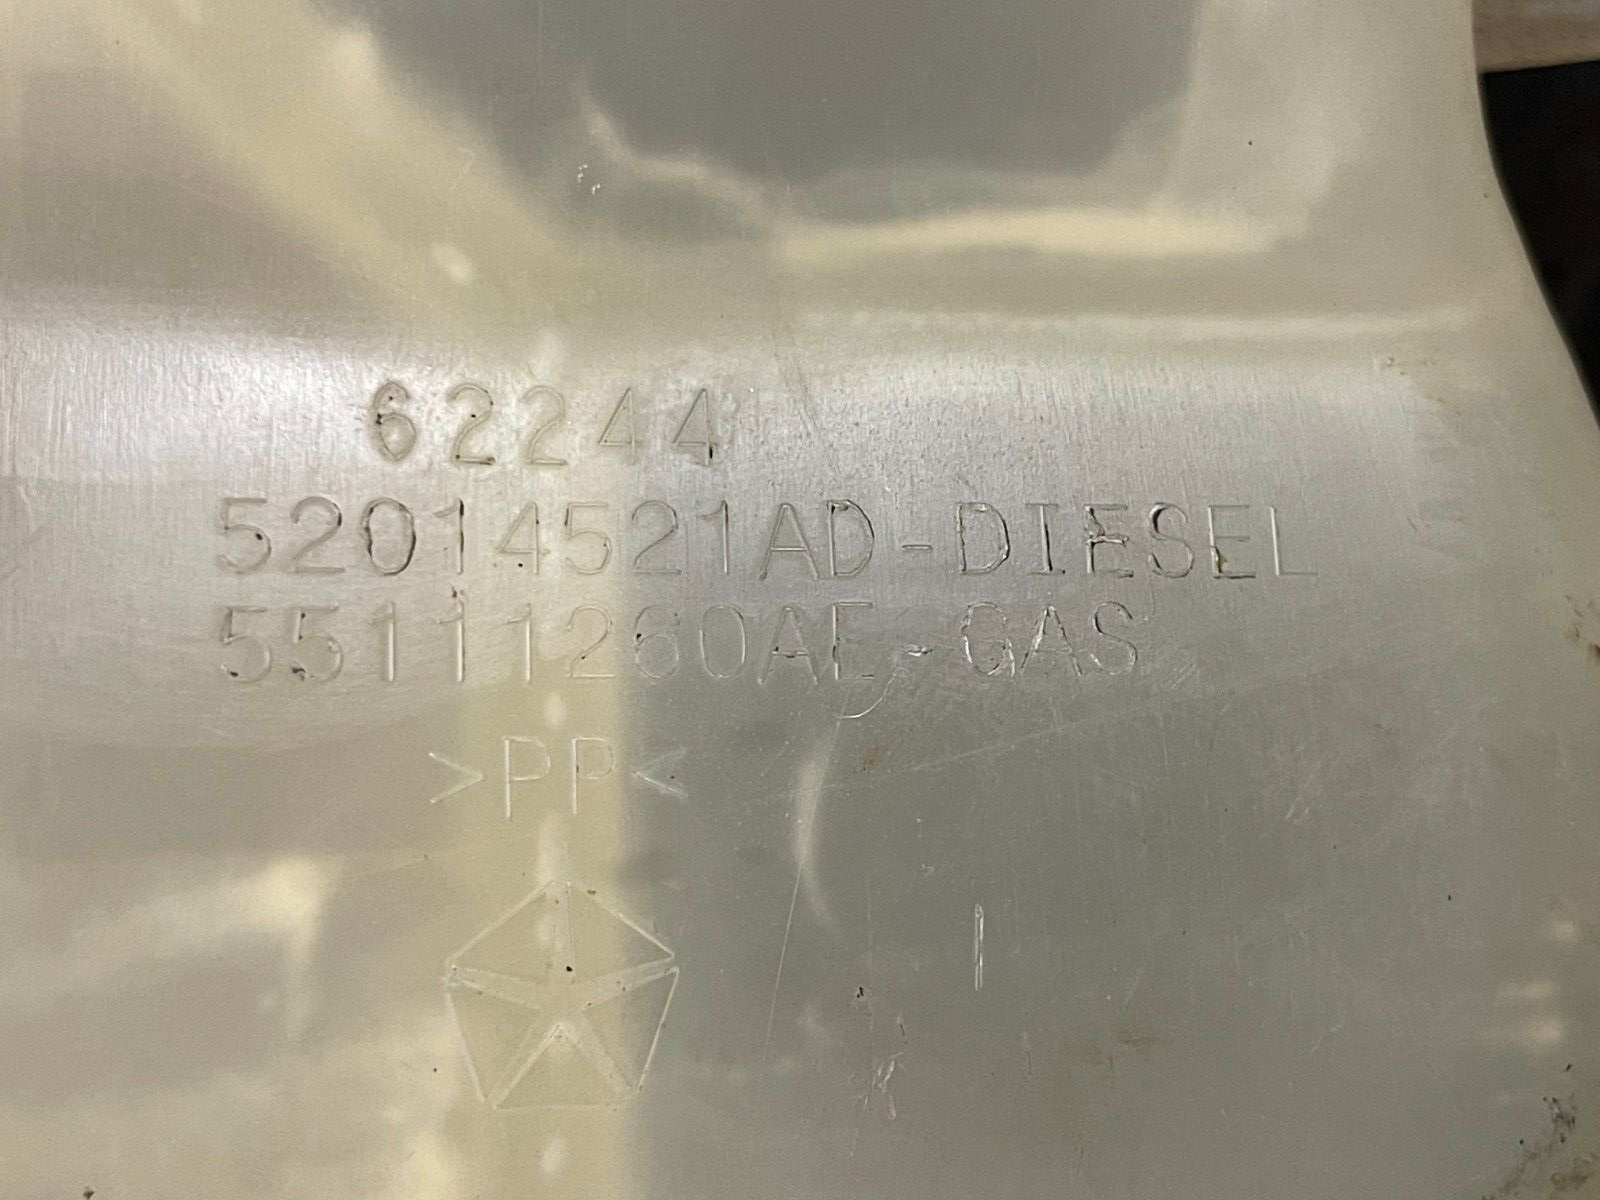 62244
52014521AD-DIESEL
55111260AE-GAS
>PP<